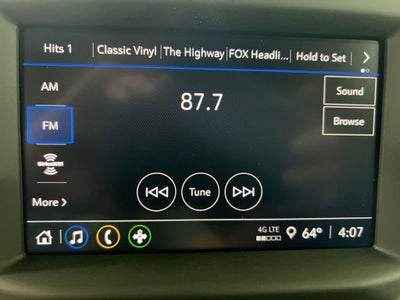 Hits 1 Classic Vinyl The Highway FOX Headli... Hold to Set
AM
87.7
Sound
FM
Browse
SiriusXM
Tune
More
4G LTE 64° 4:07